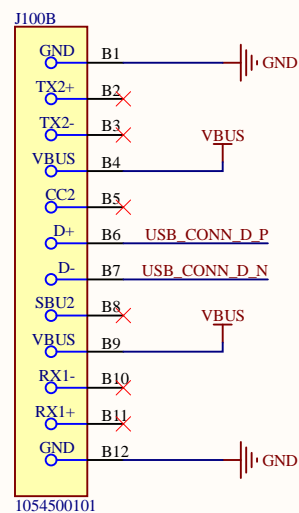 J100B
GND B1 GND
TX2+ B2
TX2- B3
VBUS
VBUS B4
CC2 B5
D+ B6 USB_CONN_D_P
D- B7 USB_CONN_D_N
SBU2 B8
VBUS
VBUS B9
RX1- B10
RX1+ B11
GND B12 GND
1054500101